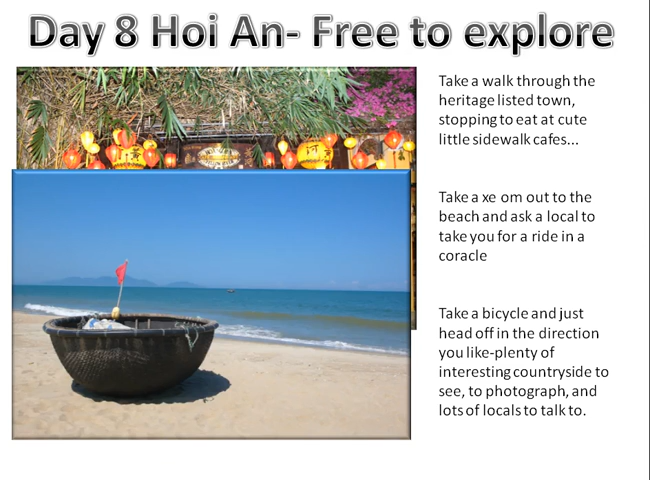 Day 8 Hoi An- Free to explore
Take a walk through the
heritage listed town,
stopping to eat at cute
little sidewalk cafes...
Take a xe om out to the
beach and ask a local to
take you for a ride in a
coracle
Take a bicycle and just
head off in the direction
you like-plenty of
interesting countryside to
see, to photograph, and
lots of locals to talk to.